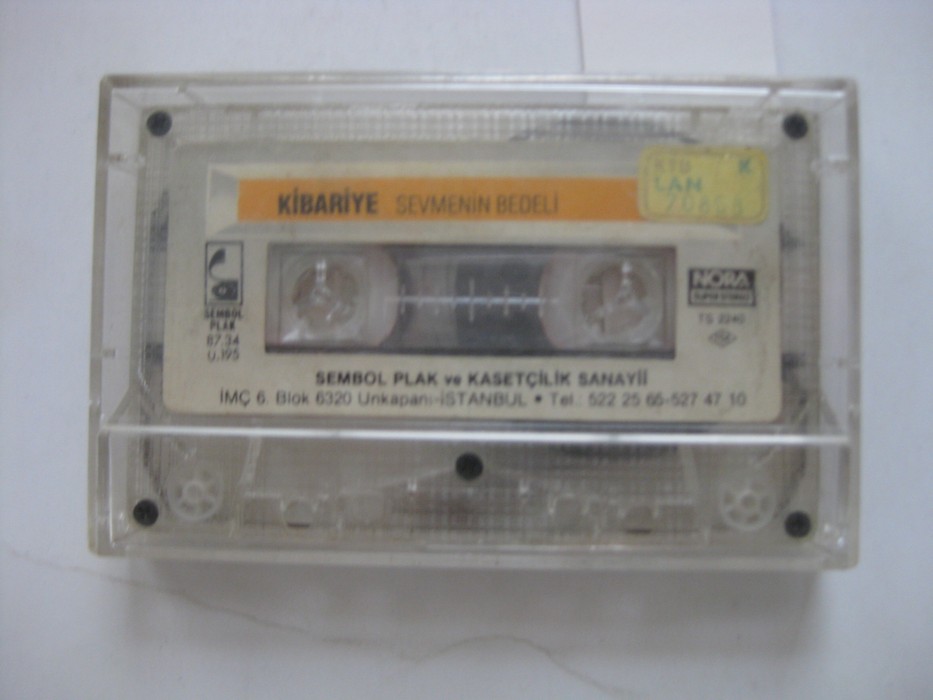 KİBARİYE SEVMENİN BEDELİ
K
LAN
SEMBOL
PLAK
87.34
U.195
NORA
SUPER STEREO
TS 2240
SEMBOL PLAK ve KASETÇİLİK SANAYİİ
İMÇ 6. Blok 6320 Unkapanı-İSTANBUL • Tel.: 522 25 65-527 47 10